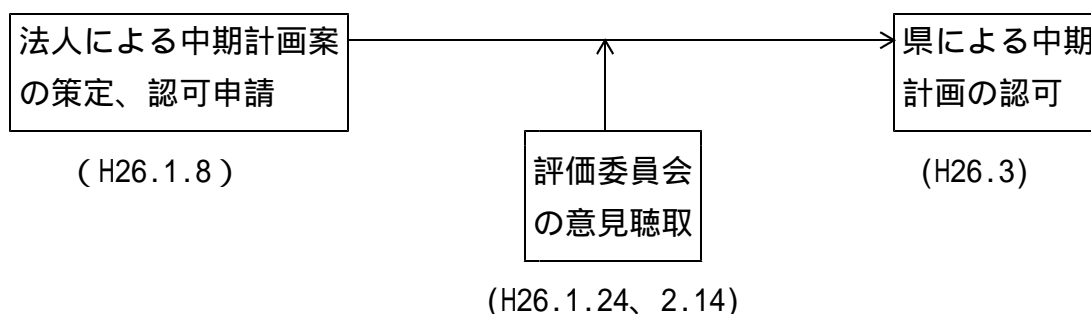 法人による中期計画案
の策定、認可申請
(H26.1.8)
評価委員会
の意見聴取
(H26.1.24、2.14)
県による中期
計画の認可
(H26.3)